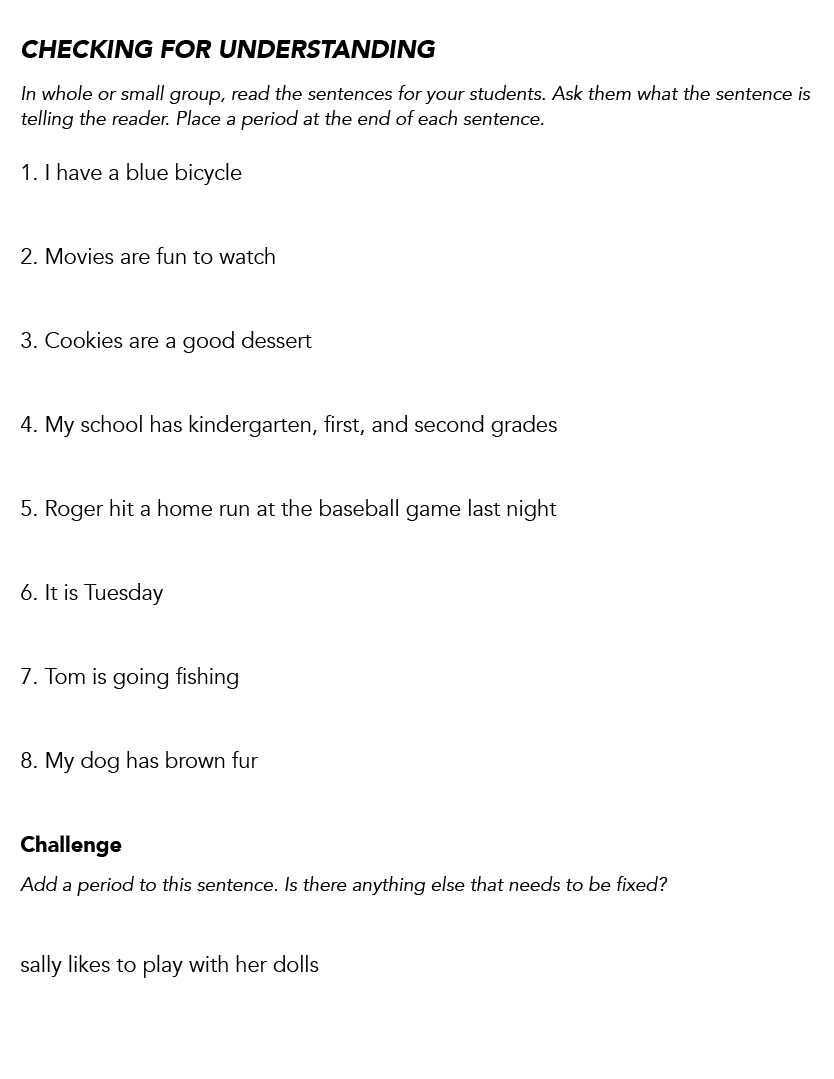 CHECKING FOR UNDERSTANDING
In whole or small group, read the sentences for your students. Ask them what the sentence is
telling the reader. Place a period at the end of each sentence.
1. I have a blue bicycle
2. Movies are fun to watch
3. Cookies are a good dessert
4. My school has kindergarten, first, and second grades
5. Roger hit a home run at the baseball game last night
6. It is Tuesday
7. Tom is going fishing
8. My dog has brown fur
Challenge
Add a period to this sentence. Is there anything else that needs to be fixed?
sally likes to play with her dolls